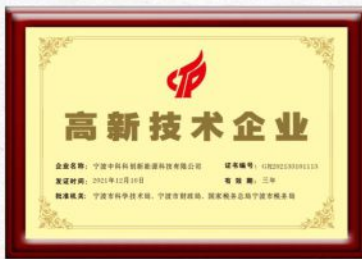 高新技术企业
企业名称：宁波中科科创新能源科技有限公司 证书编号：GR202133101153
发证时间：2021年12月10日 有效期：三年
批准机关：宁波市科学技术局、宁波市财政局、国家税务总局宁波市税务局